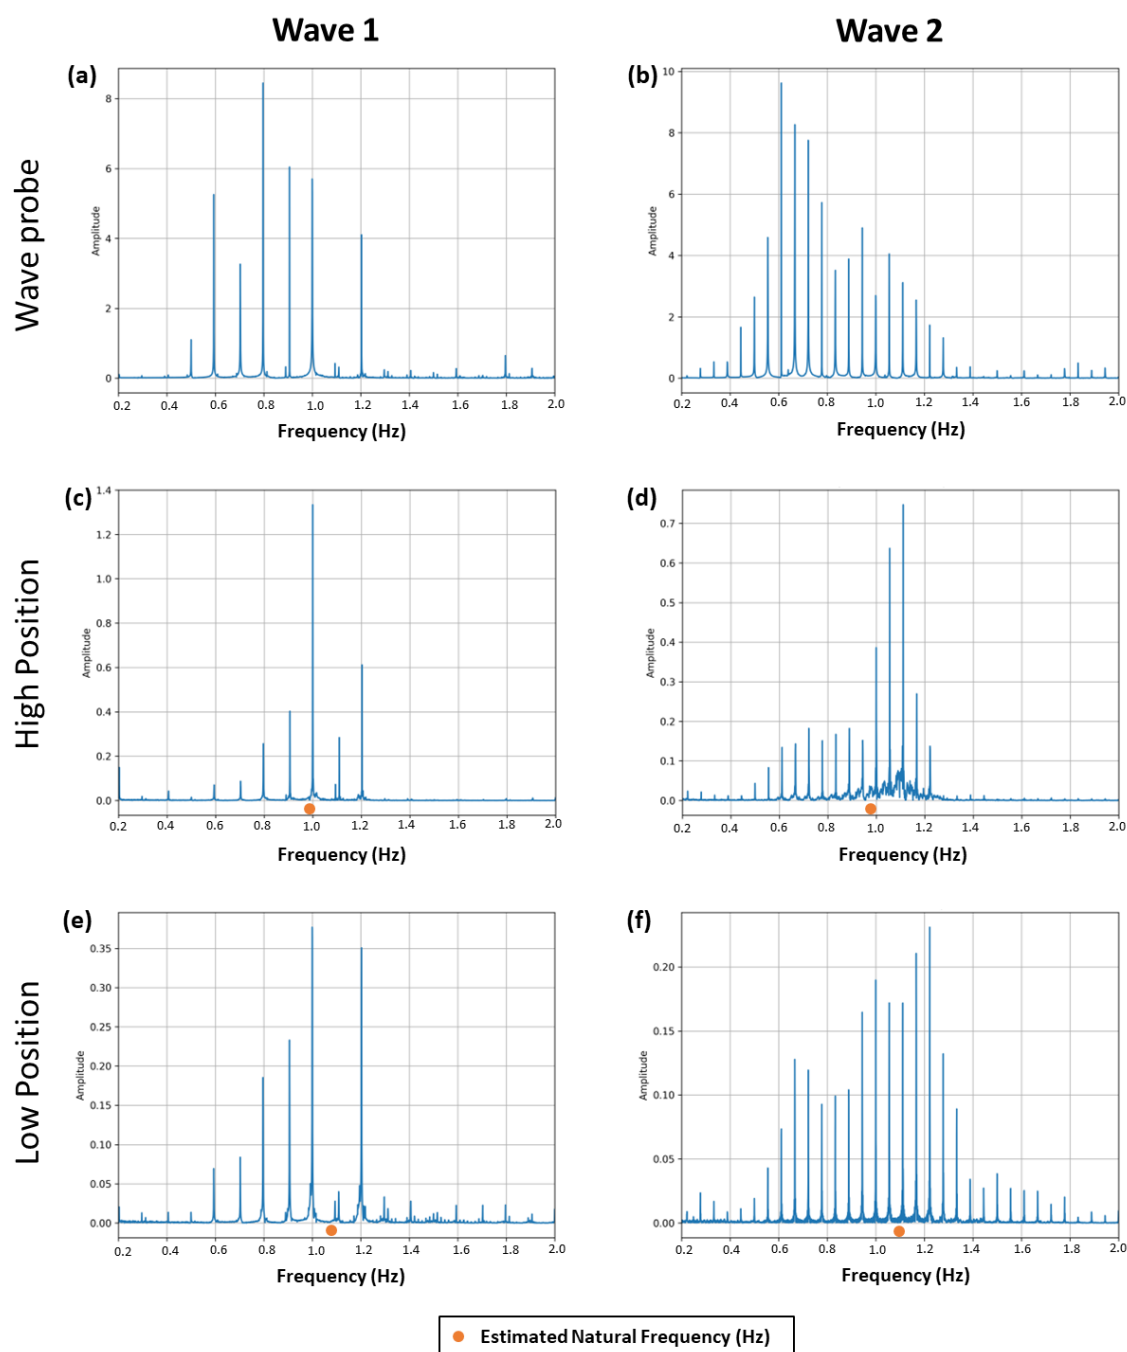 Wave 1
Wave 2
Wave probe
(a)
8
6
4
2
0
Amplitude
0.2 0.4 0.6 0.8 1.0 1.2 1.4 1.6 1.8 2.0
Frequency (Hz)
(b)
10
8
6
4
2
0
Amplitude
0.2 0.4 0.6 0.8 1.0 1.2 1.4 1.6 1.8 2.0
Frequency (Hz)
High Position
(c)
1.4
1.2
1.0
0.8
0.6
0.4
0.2
0.0
Amplitude
0.2 0.4 0.6 0.8 1.0 1.2 1.4 1.6 1.8 2.0
Frequency (Hz)
(d)
0.7
0.6
0.5
0.4
0.3
0.2
0.1
0.0
Amplitude
0.2 0.4 0.6 0.8 1.0 1.2 1.4 1.6 1.8 2.0
Frequency (Hz)
Low Position
(e)
0.35
0.30
0.25
0.20
0.15
0.10
0.05
0.00
Amplitude
0.2 0.4 0.6 0.8 1.0 1.2 1.4 1.6 1.8 2.0
Frequency (Hz)
(f)
0.20
0.15
0.10
0.05
0.00
Amplitude
0.2 0.4 0.6 0.8 1.0 1.2 1.4 1.6 1.8 2.0
Frequency (Hz)
Estimated Natural Frequency (Hz)